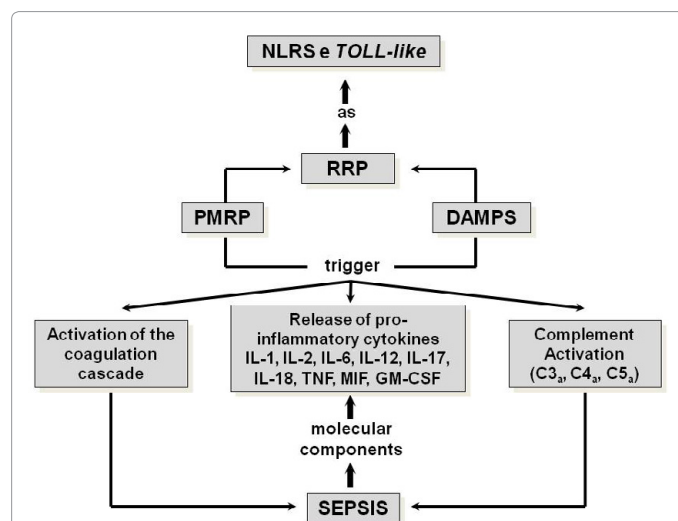 NLRS e TOLL-like
as
RRP
PMRP
DAMPS
trigger
Activation of the
coagulation
cascade
Release of pro-
inflammatory cytokines
IL-1, IL-2, IL-6, IL-12, IL-17,
IL-18, TNF, MIF, GM-CSF
Complement
Activation
(C3a, C4a, C5a)
molecular
components
SEPSIS